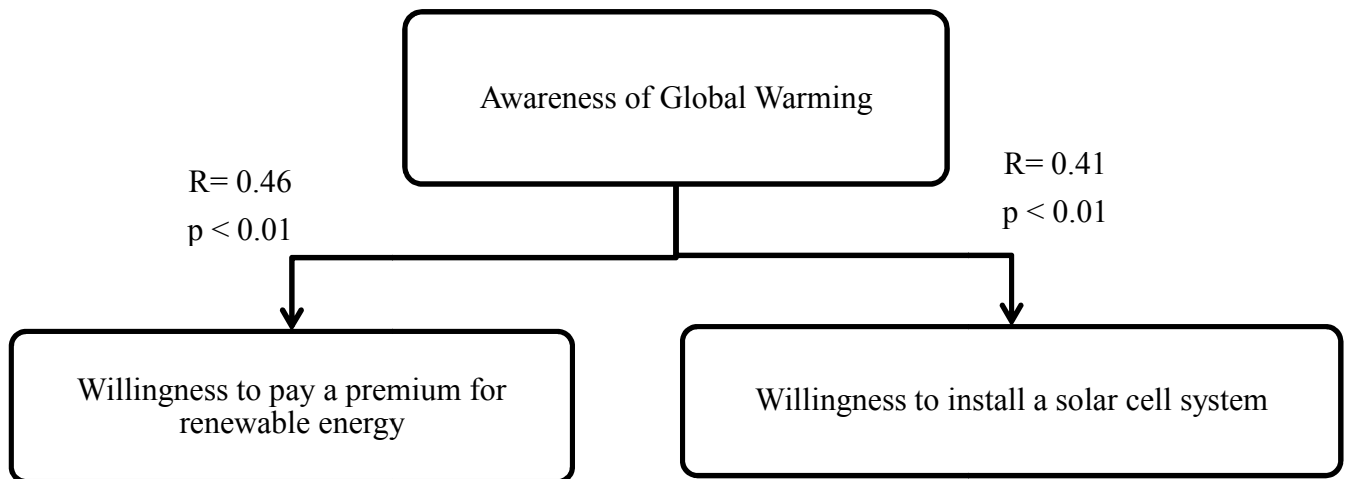 Awareness of Global Warming
R= 0.46
p < 0.01
R= 0.41
p < 0.01
Willingness to pay a premium for
renewable energy
Willingness to install a solar cell system